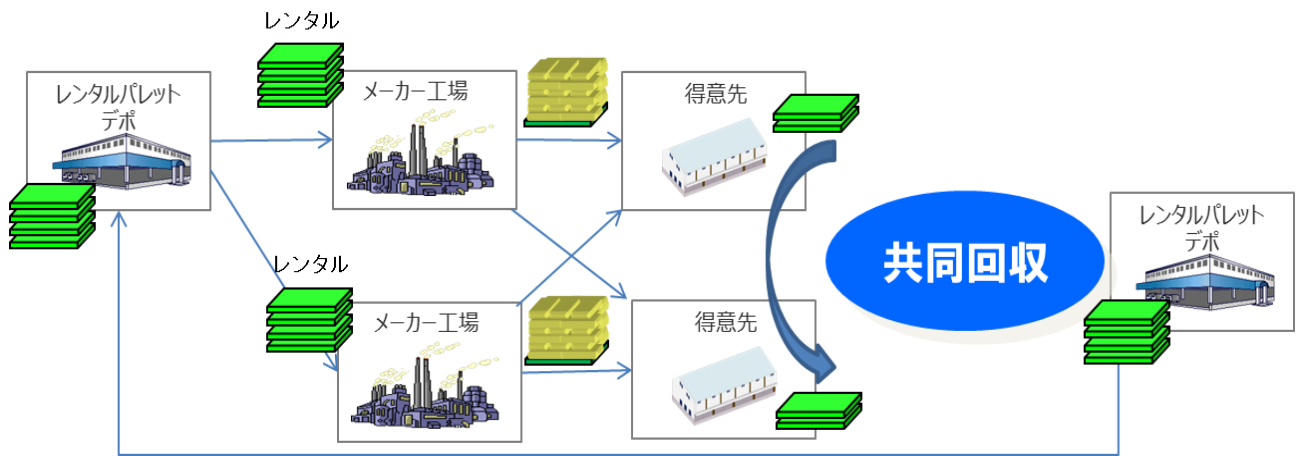 レンタル
レンタルパレット
デポ
メーカー工場
得意先
レンタル
メーカー工場
得意先
共同回収
レンタルパレット
デポ